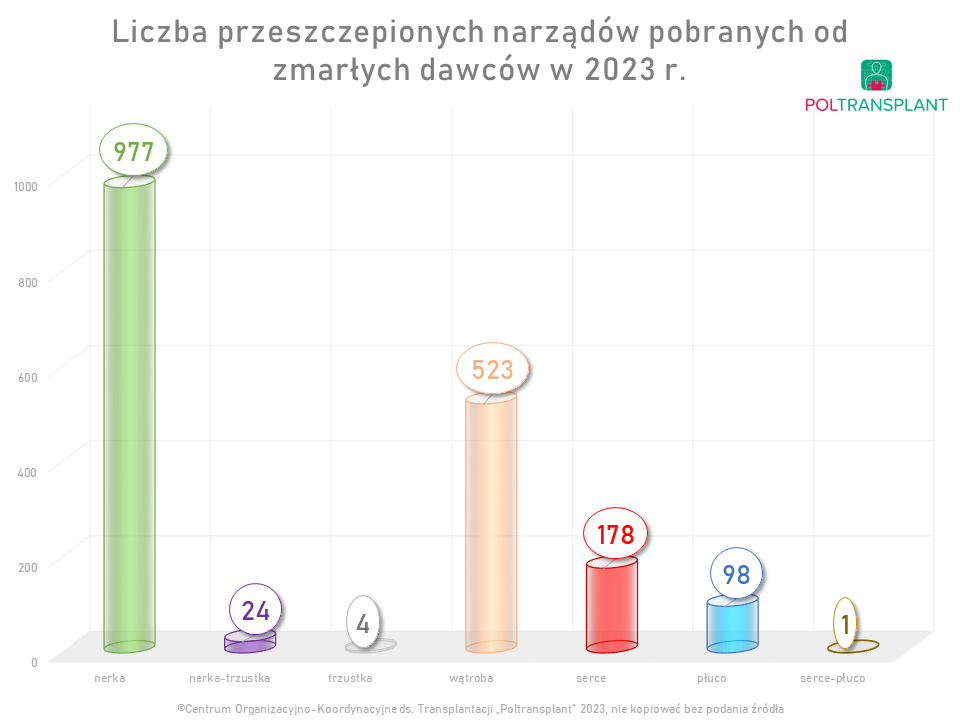 Liczba przeszczepionych narządów pobranych od
zmarłych dawców w 2023 r.
POLTRANSPLANT
977
1000
800
600
523
400
178
200
98
24
4
1
0
nerka
nerka-trzustka
trzustka
wątroba
serce
płuco
serce-płuco
©Centrum Organizacyjno-Koordynacyjne ds. Transplantacji „Poltransplant" 2023, nie kopiować bez podania źródła